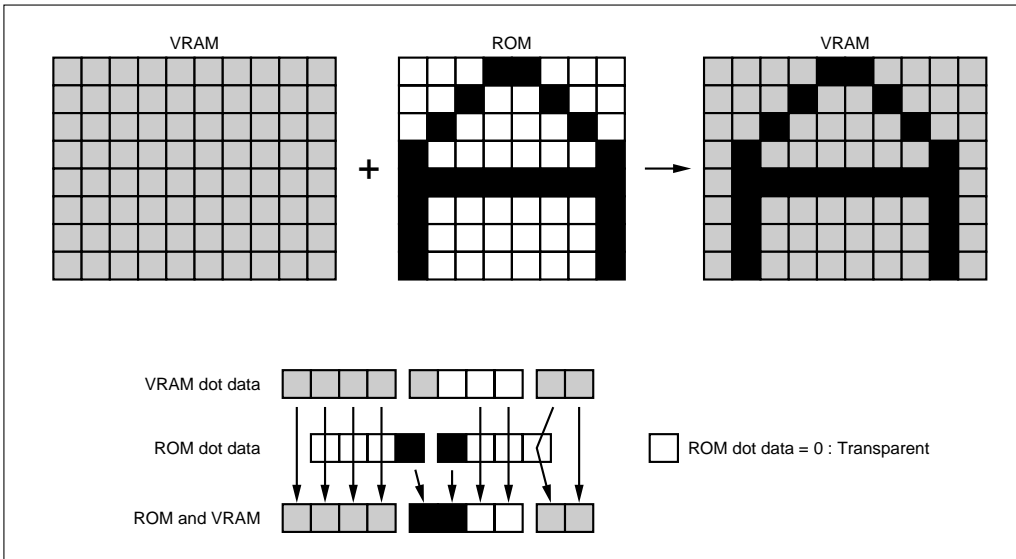 VRAM ROM VRAM
+
VRAM dot data
ROM dot data
ROM dot data = 0 : Transparent
ROM and VRAM